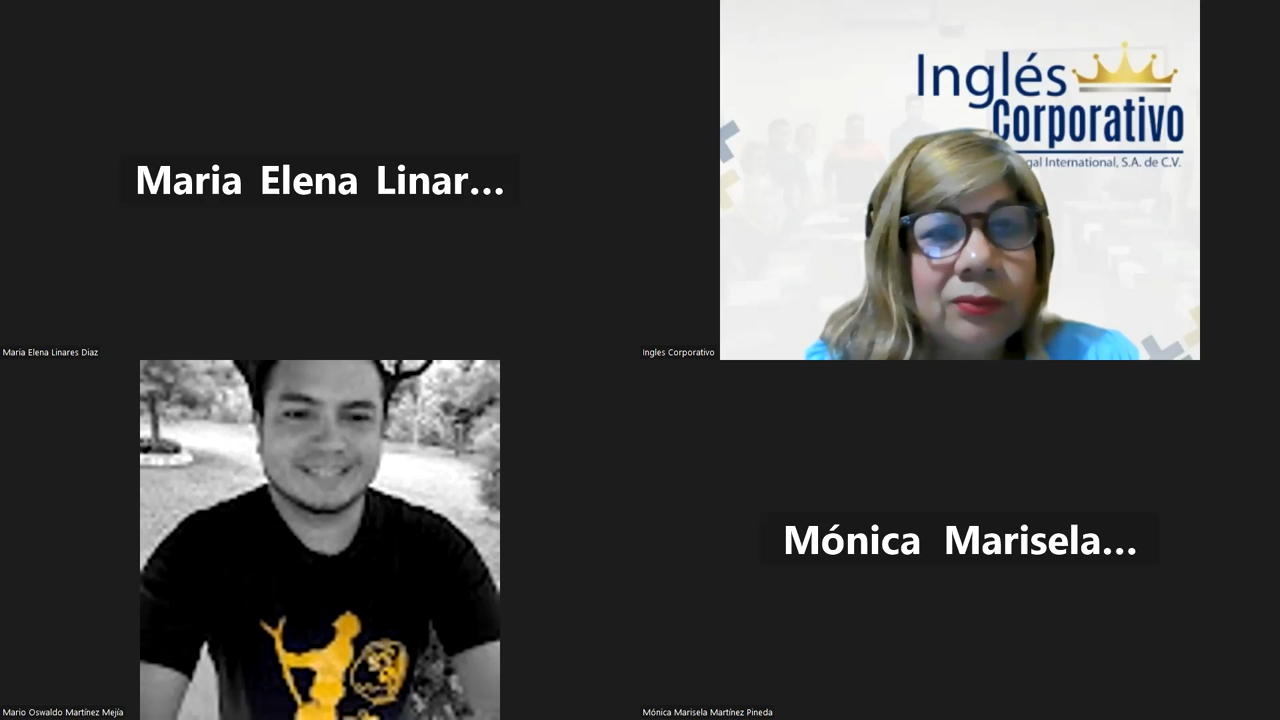 Maria Elena Linar...
Maria Elena Linares Diaz
Inglés
Corporativo
gal International, S.A. de C.V.
Ingles Corporativo
Mario Oswaldo Martínez Mejía
Mónica Marisela...
Mónica Marisela Martínez Pineda